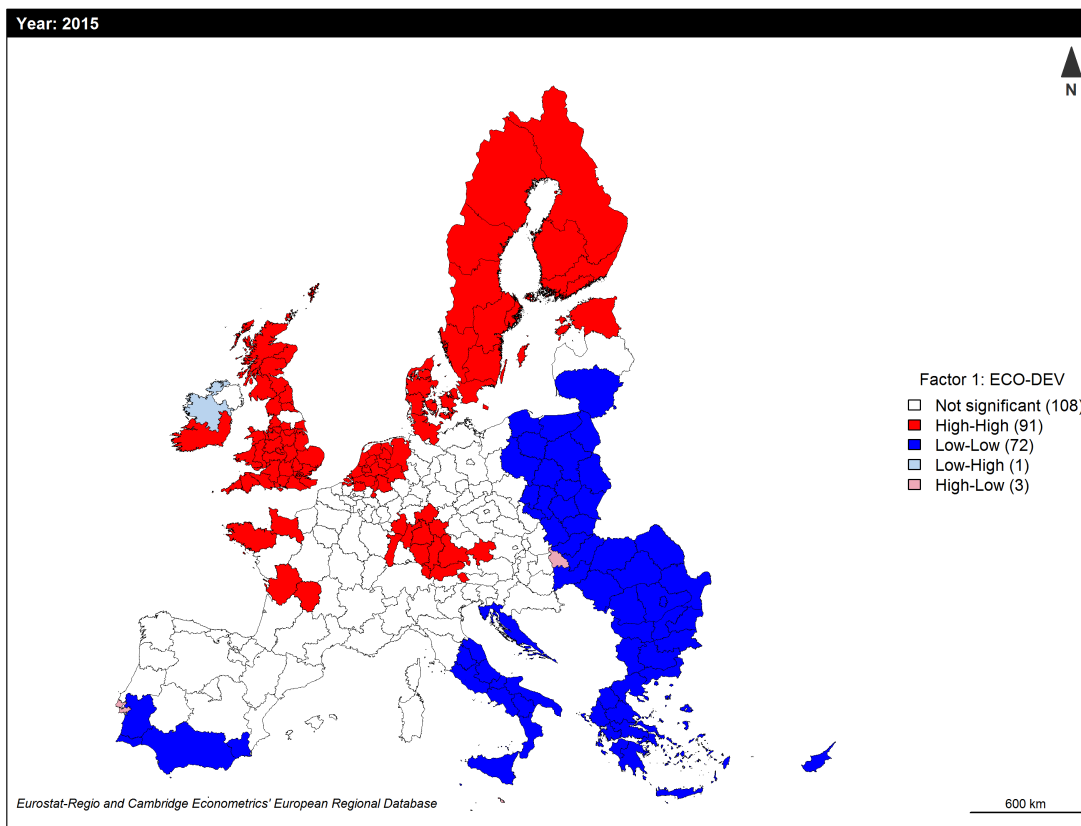 Year: 2015
N
Factor 1: ECO-DEV
Not significant (108)
High-High (91)
Low-Low (72)
Low-High (1)
High-Low (3)
Eurostat-Regio and Cambridge Econometrics' European Regional Database
600 km